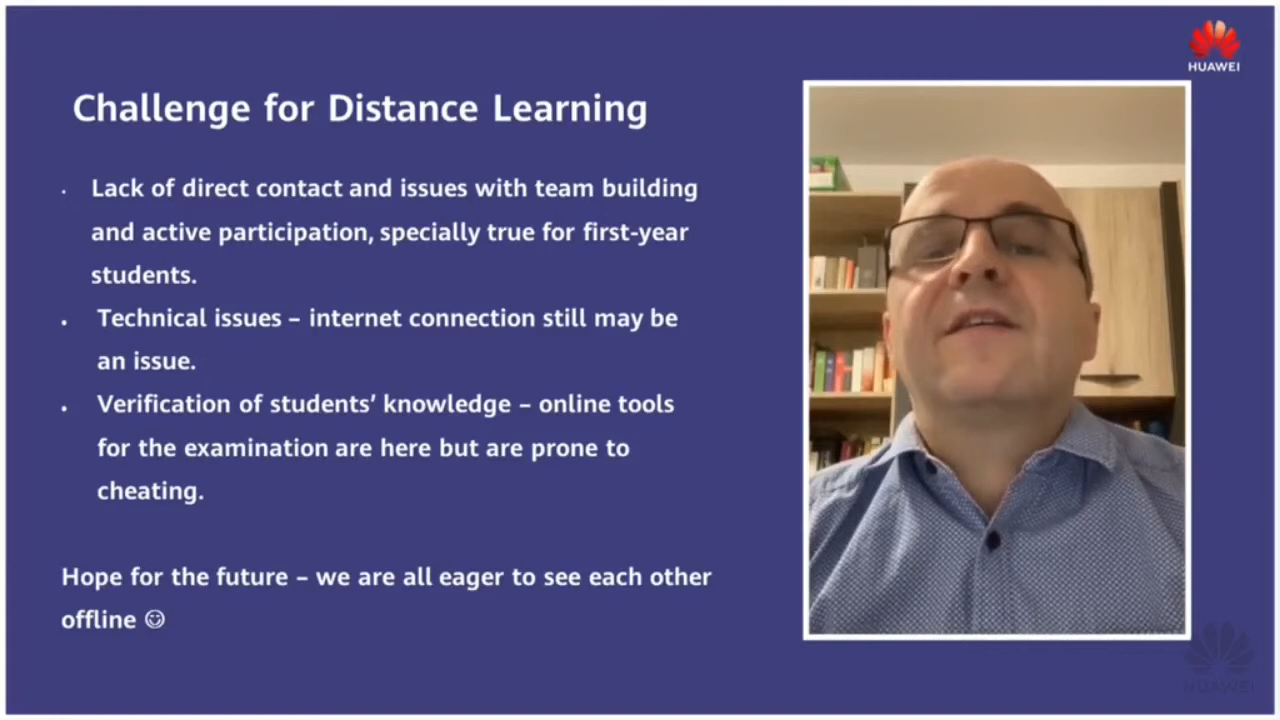 HUAWEI
Challenge for Distance Learning
· Lack of direct contact and issues with team building
and active participation, specially true for first-year
students.
• Technical issues – internet connection still may be
an issue.
• Verification of students’ knowledge – online tools
for the examination are here but are prone to
cheating.
Hope for the future – we are all eager to see each other
offline ☺
HUAWEI